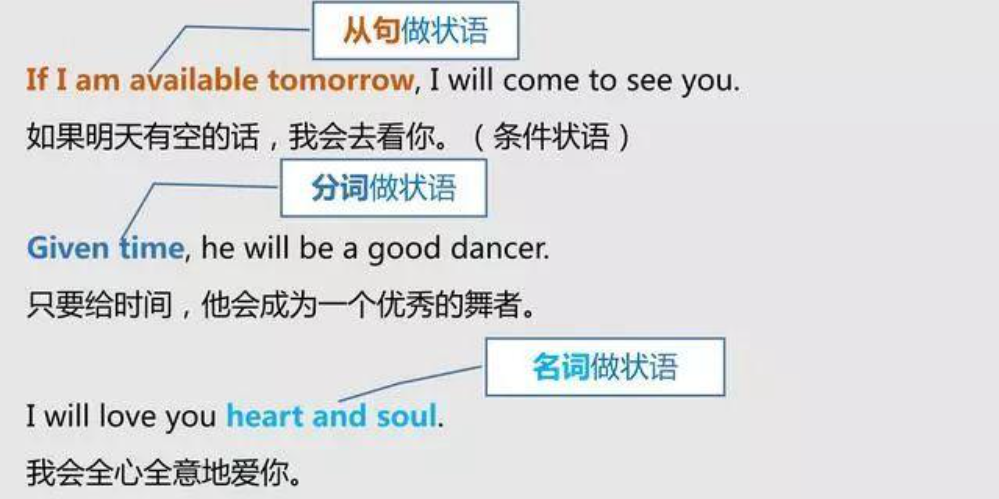 从句做状语
If I am available tomorrow, I will come to see you.
如果明天有空的话，我会去看你。（条件状语）
分词做状语
Given time, he will be a good dancer.
只要给时间，他会成为一个优秀的舞者。
名词做状语
I will love you heart and soul.
我会全心全意地爱你。